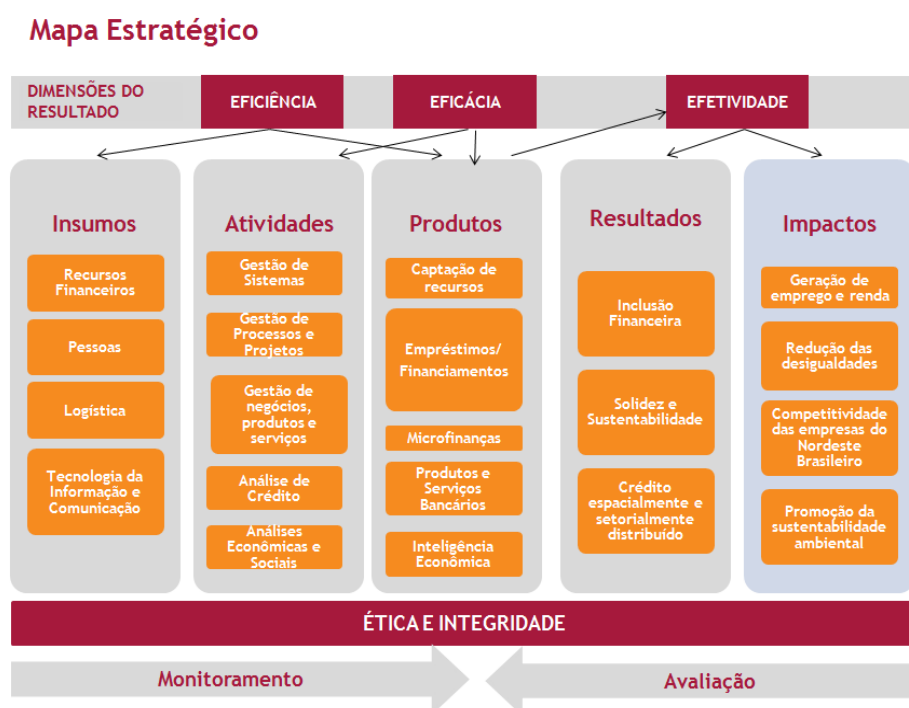 Mapa Estratégico
DIMENSÕES DO
RESULTADO
EFICIÊNCIA
EFICÁCIA
EFETIVIDADE
Insumos
Recursos
Financeiros
Pessoas
Logística
Tecnologia da
Informação e
Comunicação
Atividades
Gestão de
Sistemas
Gestão de
Processos e
Projetos
Gestão de
negócios,
produtos e
serviços
Análise de
Crédito
Análises
Econômicas e
Sociais
Produtos
Captação de
recursos
Empréstimos/
Financiamentos
Microfinanças
Produtos e
Serviços
Bancários
Inteligência
Econômica
Resultados
Inclusão
Financeira
Solidez e
Sustentabilidade
Crédito
espacialmente e
setorialmente
distribuído
Impactos
Geração de
emprego e renda
Redução das
desigualdades
Competitividade
das empresas do
Nordeste
Brasileiro
Promoção da
sustentabilidade
ambiental
ÉTICA E INTEGRIDADE
Monitoramento
Avaliação